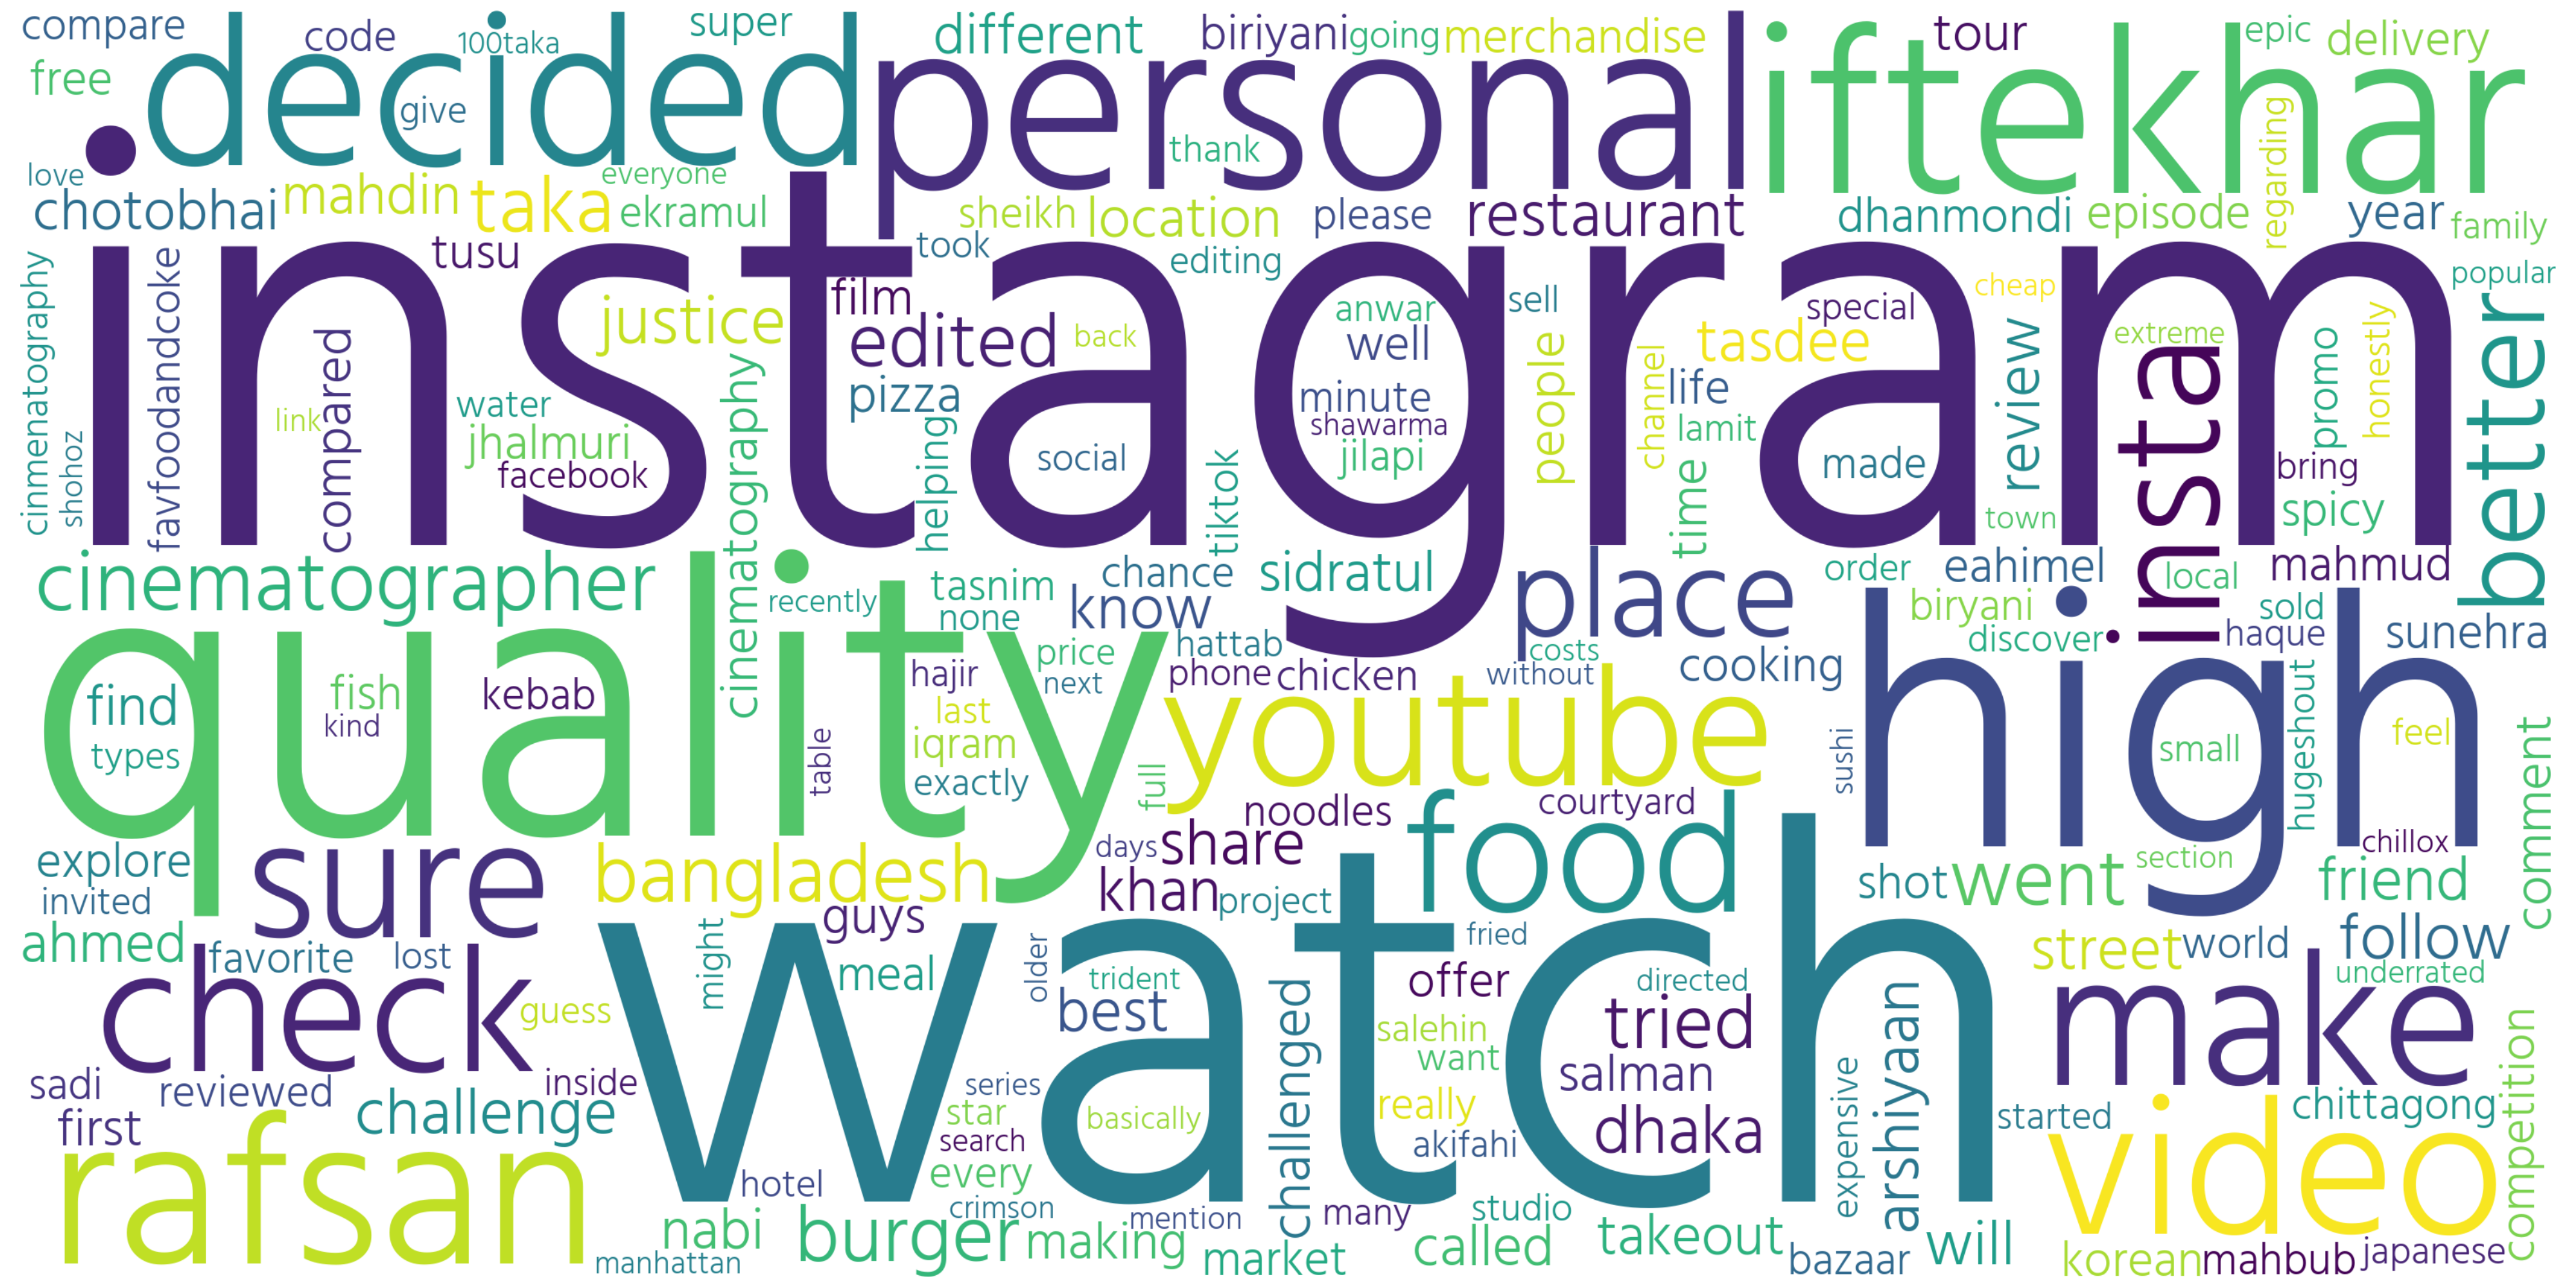 compare
code
100taka
super
different
biriyani
going
merchandise
tour
epic
delivery
free
give
decided
personal
iftekhar
thank
regarding
love
chotobhai
mahdin
taka
everyone
ekramul
sheikh
location
please
restaurant
dhanmondi
episode
year
family
tusu
took
editing
instagram
cinmenatography
shohoz
favfoodandcoke
compared
link
water
jhalmuri
facebook
justice
cinematography
film
edited
back
pizza
helping
social
tiktok
anwar
well
minute
shawarma
jilapi
sell
people
channel
life
lamit
time
tasdee
special
made
cheap
review
town
extreme
insta
promo
honestly
bring
spicy
popular
better
cinematographer
recently
tasnim
none
chance
know
sidratul
place
order
eahimel
local
mahmud
biryani
discover
sold
haque
sunehra
quality
find
types
fish
kind
kebab
table
hajir
price
next
last
iqram
exactly
full
hattab
phone
chicken
costs
without
cooking
youtube
sushi
high
small
hugeshout
feel
comment
chillox
explore
invited
sure
bangladesh
guys
days
share
noodles
courtyard
food
khan
project
shot
went
section
friend
ahmed
favorite
lost
might
meal
older
trident
best
fried
offer
directed
street
world
follow
underrated
check
guess
watch
challenged
salehin
want
tried
salman
arshiyaan
make
competition
sadi
reviewed
inside
first
challenge
series
star
search
basically
really
akifahi
dhaka
expensive
started
chittagong
rafsan
hotel
every
crimson
mention
many
studio
video
nabi
burger
making
market
called
takeout
bazaar
will
korean
mahbub
japanese
manhattan